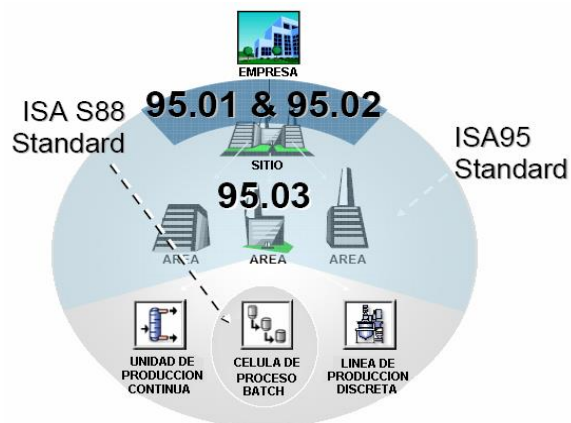 EMPRESA
95.01 & 95.02
ISA S88
Standard
ISA95
Standard
SITIO
95.03
AREA
AREA
AREA
UNIDAD DE
PRODUCCION
CONTINUA
CELULA DE
PROCESO
BATCH
LINEA DE
PRODUCCION
DISCRETA